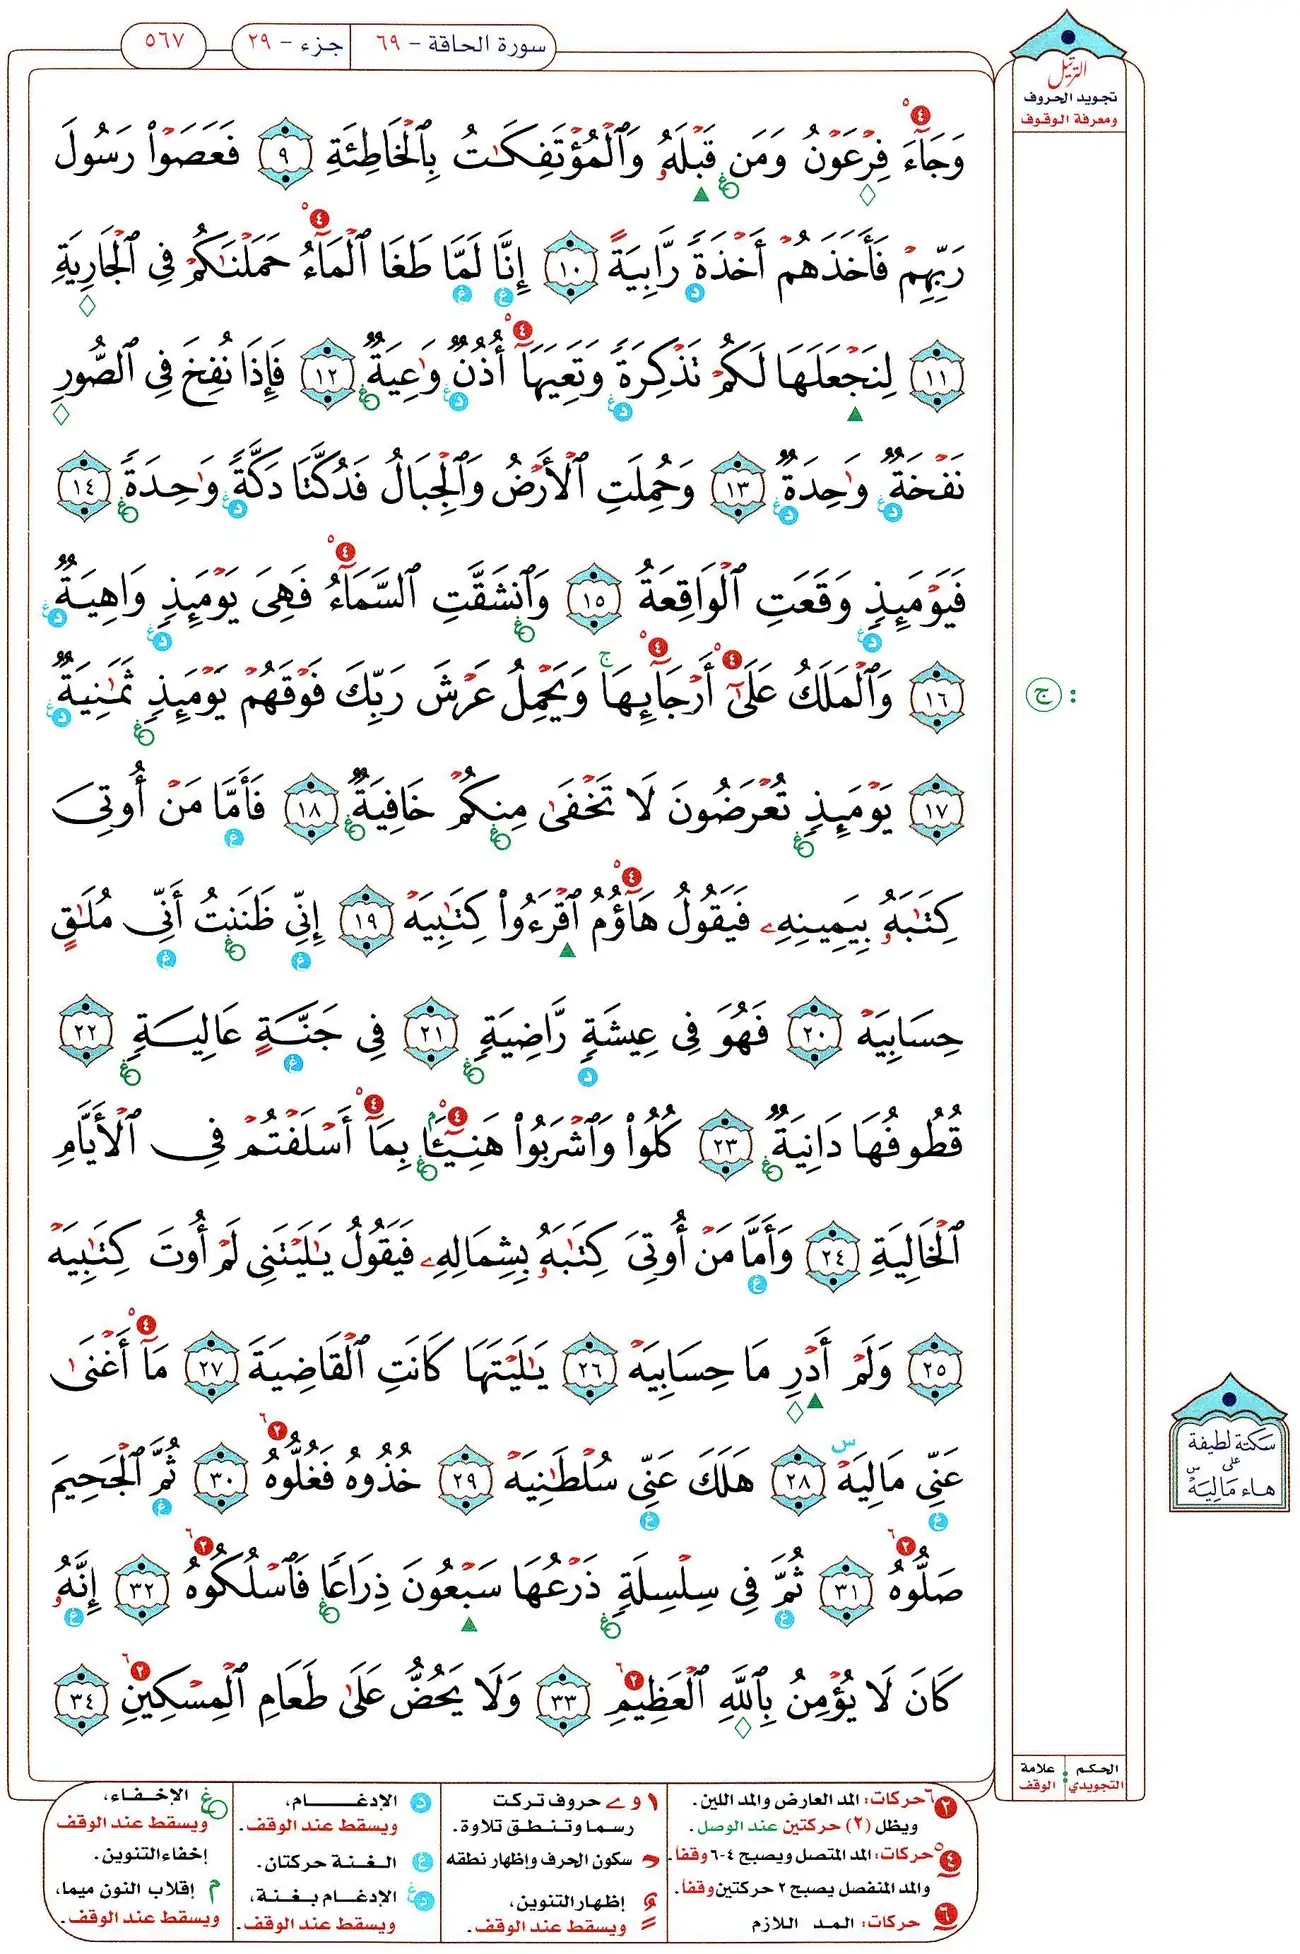 سورة الحاقة - ٦٩
جزء - ٢٩
٥٦٧
الترتيل
تجويد الحروف
ومعرفة الوقوف
وَجَآءَ فِرْعَوْنُ وَمَن قَبْلَهُۥ وَٱلْمُؤْتَفِكَـٰتُ بِٱلْخَاطِئَةِ ٩ فَعَصَوْا۟ رَسُولَ
رَبِّهِمْ فَأَخَذَهُمْ أَخْذَةً رَّابِيَةً ١٠ إِنَّا لَمَّا طَغَا ٱلْمَآءُ حَمَلْنَـٰكُمْ فِى ٱلْجَارِيَةِ
١١ لِنَجْعَلَهَا لَكُمْ تَذْكِرَةً وَتَعِيَهَآ أُذُنٌ وَٰعِيَةٌ ١٢ فَإِذَا نُفِخَ فِى ٱلصُّورِ
نَفْخَةٌ وَٰحِدَةٌ ١٣ وَحُمِلَتِ ٱلْأَرْضُ وَٱلْجِبَالُ فَدُكَّتَا دَكَّةً وَٰحِدَةً ١٤
فَيَوْمَئِذٍ وَقَعَتِ ٱلْوَاقِعَةُ ١٥ وَٱنشَقَّتِ ٱلسَّمَآءُ فَهِىَ يَوْمَئِذٍ وَاهِيَةٌ
١٦ وَٱلْمَلَكُ عَلَىٰٓ أَرْجَآئِهَا ۚ وَيَحْمِلُ عَرْشَ رَبِّكَ فَوْقَهُمْ يَوْمَئِذٍ ثَمَـٰنِيَةٌ
ج :
١٧ يَوْمَئِذٍ تُعْرَضُونَ لَا تَخْفَىٰ مِنكُمْ خَافِيَةٌ ١٨ فَأَمَّا مَنْ أُوتِىَ
كِتَـٰبَهُۥ بِيَمِينِهِۦ فَيَقُولُ هَآؤُمُ ٱقْرَءُوا۟ كِتَـٰبِيَهْ ١٩ إِنِّى ظَنَنتُ أَنِّى مُلَـٰقٍ
حِسَابِيَهْ ٢٠ فَهُوَ فِى عِيشَةٍ رَّاضِيَةٍ ٢١ فِى جَنَّةٍ عَالِيَةٍ ٢٢
قُطُوفُهَا دَانِيَةٌ ٢٣ كُلُوا۟ وَٱشْرَبُوا۟ هَنِيٓـًٔۢا بِمَآ أَسْلَفْتُمْ فِى ٱلْأَيَّامِ
ٱلْخَالِيَةِ ٢٤ وَأَمَّا مَنْ أُوتِىَ كِتَـٰبَهُۥ بِشِمَالِهِۦ فَيَقُولُ يَـٰلَيْتَنِى لَمْ أُوتَ كِتَـٰبِيَهْ
٢٥ وَلَمْ أَدْرِ مَا حِسَابِيَهْ ٢٦ يَـٰلَيْتَهَا كَانَتِ ٱلْقَاضِيَةَ ٢٧ مَآ أَغْنَىٰ
عَنِّى مَالِيَهْ ۜ ٢٨ هَلَكَ عَنِّى سُلْطَـٰنِيَهْ ٢٩ خُذُوهُ فَغُلُّوهُ ٣٠ ثُمَّ ٱلْجَحِيمَ
سكتة لطيفة
على
هاء مَالِيَهْ ۜ
صَلُّوهُ ٣١ ثُمَّ فِى سِلْسِلَةٍ ذَرْعُهَا سَبْعُونَ ذِرَاعًا فَٱسْلُكُوهُ ٣٢ إِنَّهُۥ
كَانَ لَا يُؤْمِنُ بِٱللَّهِ ٱلْعَظِيمِ ٣٣ وَلَا يَحُضُّ عَلَىٰ طَعَامِ ٱلْمِسْكِينِ ٣٤
الحكم التجويدي : علامة الوقف
٢ ٦ حركات: المد العارض والمد اللين.
ويظل (٢) حركتين عند الوصل.
٤ ٥ حركات: المد المتصل ويصبح ٤-٦ وقفاً.
والمد المنفصل يصبح ٢ حركتين وقفاً.
٦ حركات: المد اللازم
ا و ے حروف تركت
رسما وتنطق تلاوة.
سكون الحرف وإظهار نطقه
إظهار التنوين،
ويسقط عند الوقف.
د الإدغام،
ويسقط عند الوقف.
غ الغنة حركتان.
دغ الإدغام بغنة،
ويسقط عند الوقف.
الإخفاء،
ويسقط عند الوقف
إخفاء التنوين.
م إقلاب النون ميما،
ويسقط عند الوقف.